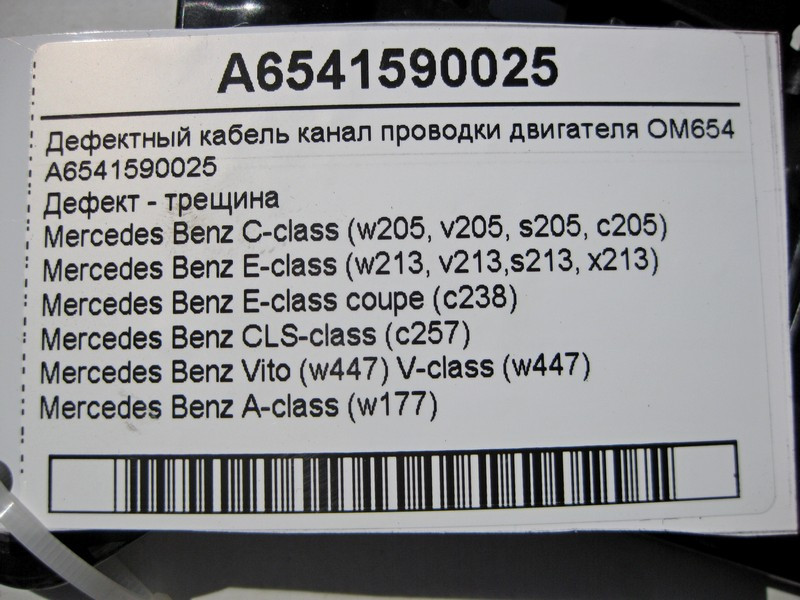 A6541590025
Дефектный кабель канал проводки двигателя OM654
A6541590025
Дефект - трещина
Mercedes Benz C-class (w205, v205, s205, c205)
Mercedes Benz E-class (w213, v213,s213, x213)
Mercedes Benz E-class coupe (c238)
Mercedes Benz CLS-class (c257)
Mercedes Benz Vito (w447) V-class (w447)
Mercedes Benz A-class (w177)